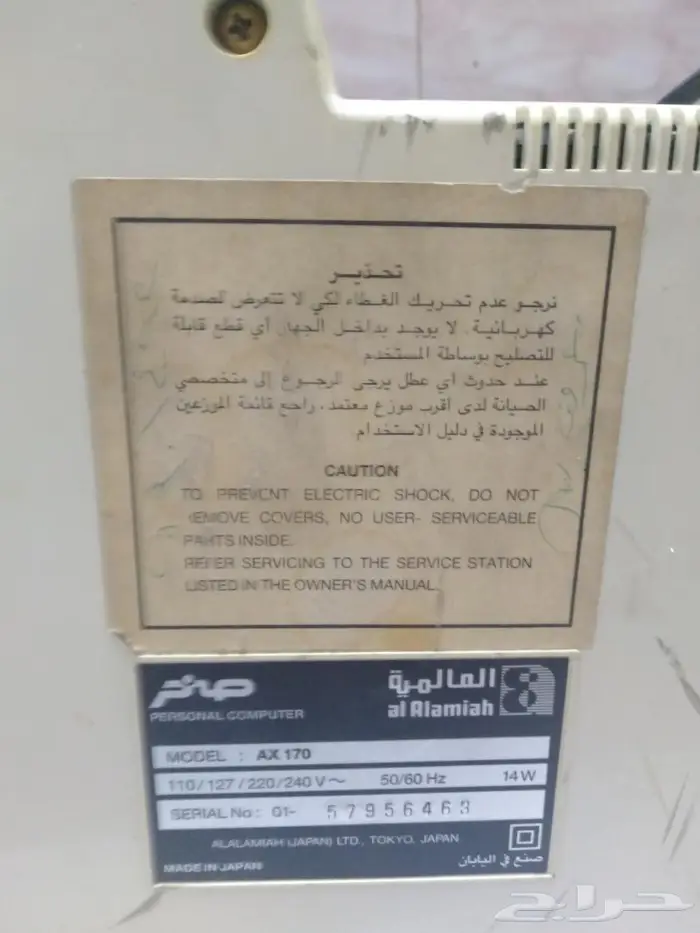 تحذير
نرجو عدم تحريك الغطاء لكي لا تتعرض لصدمة
كهربائية. لا يوجد بداخل الجهاز أي قطع قابلة
للتصليح بوساطة المستخدم
عند حدوث أي عطل يرجى الرجوع إلى متخصصي
الصيانة لدى اقرب موزع معتمد، راجع قائمة الموزعين
الموجودة في دليل الاستخدام.
CAUTION
TO PREVENT ELECTRIC SHOCK, DO NOT
REMOVE COVERS, NO USER- SERVICEABLE
PARTS INSIDE.
REFER SERVICING TO THE SERVICE STATION
LISTED IN THE OWNER'S MANUAL.
صخر
العالمية
PERSONAL COMPUTER
al Alamiah
MODEL : AX 170
110/127/220/240 V~ 50/60 Hz 14W
SERIAL No: 01- 57956463
ALALAMIAH (JAPAN) LTD., TOKYO, JAPAN
MADE IN JAPAN
صنع في اليابان
حراج